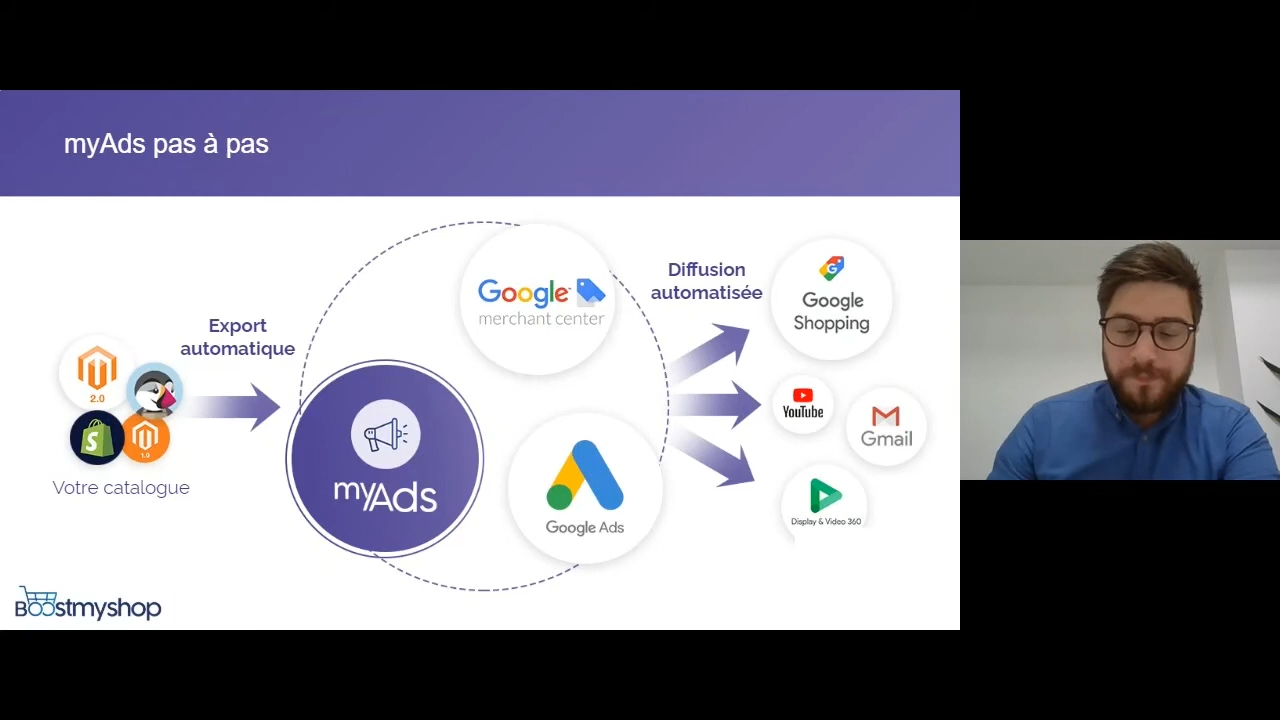 myAds pas à pas
Export
automatique
2.0
1.0
Votre catalogue
myAds
Google
merchant center
Google Ads
Diffusion
automatisée
Google
Shopping
YouTube
Gmail
Display & Video 360
Boostmyshop